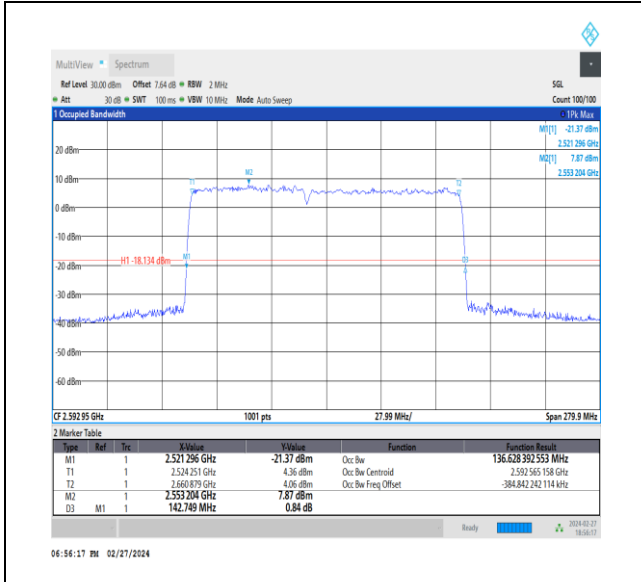 MultiView Spectrum
Ref Level 30.00 dBm Offset 7.64 dB RBW 2 MHz SGL
Att 30 dB SWT 100 ms VBW 10 MHz Mode Auto Sweep Count 100/100
1 Occupied Bandwidth 1Pk Max
M1[1] -21.37 dBm
2.521 296 GHz
20 dBm
M2[1] 7.87 dBm
2.553 204 GHz
M2
10 dBm
T1 T2
0 dBm
-10 dBm
H1 -18.134 dBm M1
-20 dBm D3
-30 dBm
-40 dBm
-50 dBm
-60 dBm
CF 2.592 95 GHz 1001 pts 27.99 MHz/ Span 279.9 MHz
2 Marker Table
Type Ref Trc X-Value Y-Value Function Function Result
M1 1 2.521 296 GHz -21.37 dBm Occ Bw 136.628 392 553 MHz
T1 1 2.524 251 GHz 4.36 dBm Occ Bw Centroid 2.592 565 158 GHz
T2 1 2.660 879 GHz 4.06 dBm Occ Bw Freq Offset -384.842 242 114 kHz
M2 1 2.553 204 GHz 7.87 dBm
D3 M1 1 142.749 MHz 0.84 dB
Ready 2024-02-27
18:56:17
06:56:17 PM 02/27/2024